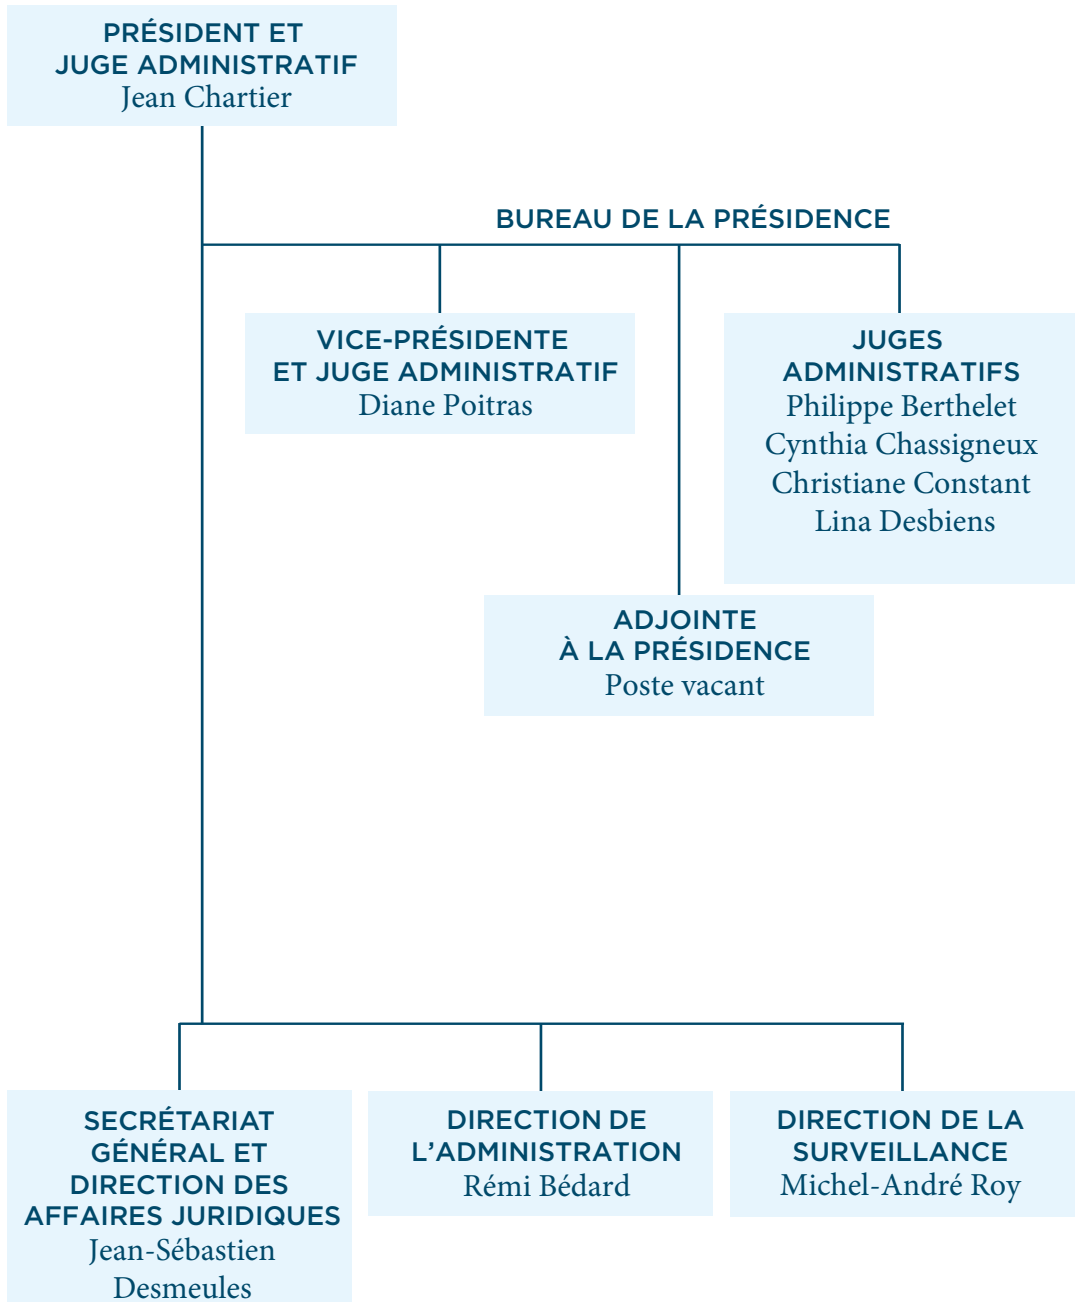 PRÉSIDENT ET
JUGE ADMINISTRATIF
Jean Chartier
BUREAU DE LA PRÉSIDENCE
VICE-PRÉSIDENTE
ET JUGE ADMINISTRATIF
Diane Poitras
JUGES
ADMINISTRATIFS
Philippe Berthelet
Cynthia Chassigneux
Christiane Constant
Lina Desbiens
ADJOINTE
À LA PRÉSIDENCE
Poste vacant
SECRÉTARIAT
GÉNÉRAL ET
DIRECTION DES
AFFAIRES JURIDIQUES
Jean-Sébastien
Desmeules
DIRECTION DE
L’ADMINISTRATION
Rémi Bédard
DIRECTION DE LA
SURVEILLANCE
Michel-André Roy